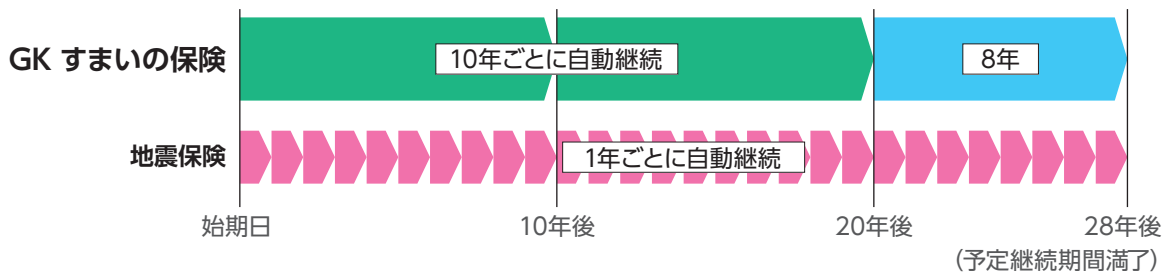 GK すまいの保険
10年ごとに自動継続
8年
地震保険
1年ごとに自動継続
始期日
10年後
20年後
28年後
(予定継続期間満了)